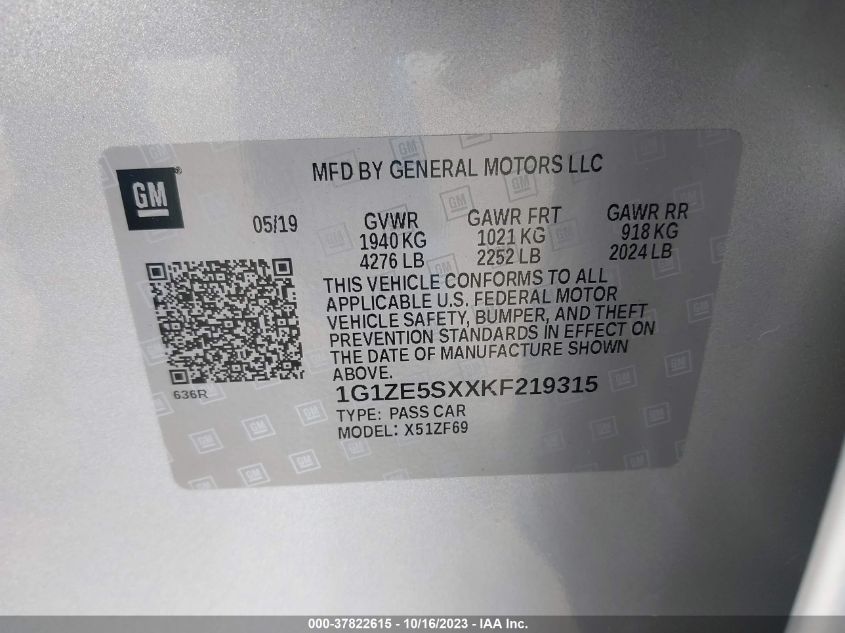 GM
MFD BY GENERAL MOTORS LLC
05/19
GVWR
1940 KG
4276 LB
GAWR FRT
1021 KG
2252 LB
GAWR RR
918 KG
2024 LB
THIS VEHICLE CONFORMS TO ALL
APPLICABLE U.S. FEDERAL MOTOR
VEHICLE SAFETY, BUMPER, AND THEFT
PREVENTION STANDARDS IN EFFECT ON
THE DATE OF MANUFACTURE SHOWN
ABOVE.
636R
1G1ZE5SXXKF219315
TYPE: PASS CAR
MODEL: X51ZF69
000-37822615 - 10/16/2023 - IAA Inc.